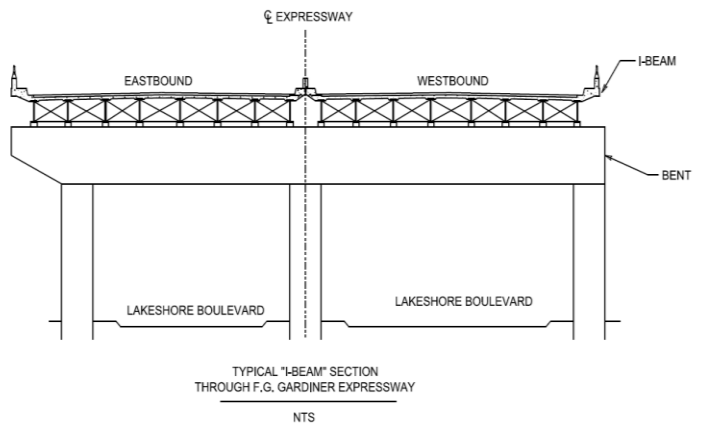 ℄ EXPRESSWAY
EASTBOUND
WESTBOUND
I-BEAM
BENT
LAKESHORE BOULEVARD
LAKESHORE BOULEVARD
TYPICAL "I-BEAM" SECTION
THROUGH F.G. GARDINER EXPRESSWAY
NTS